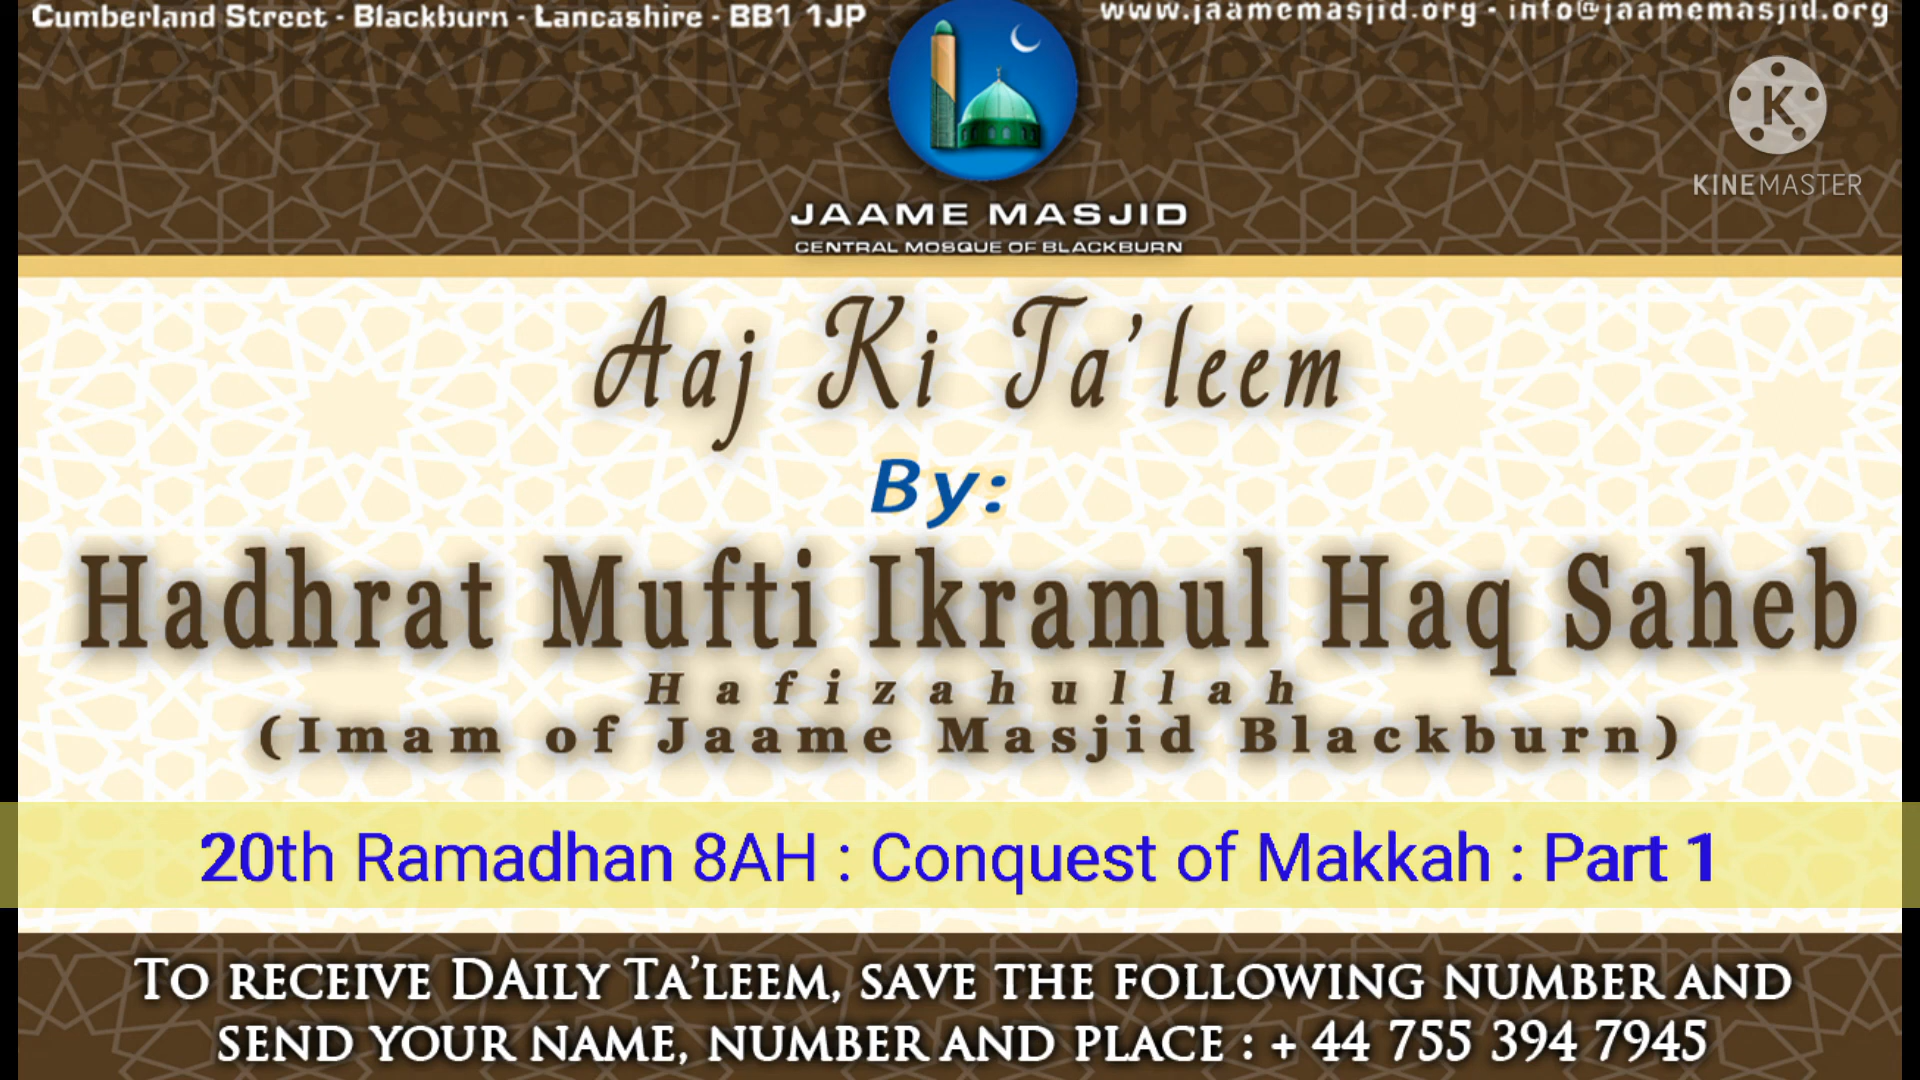 Cumberland Street - Blackburn - Lancashire - BB1 1JP
www.jaamemasjid.org - info@jaamemasjid.org
K
KINEMASTER
JAAME MASJID
CENTRAL MOSQUE OF BLACKBURN
Aaj Ki Ta'leem
By:
Hadhrat Mufti Ikramul Haq Saheb
Hafizahullah
(Imam of Jaame Masjid Blackburn)
20th Ramadhan 8AH : Conquest of Makkah : Part 1
TO RECEIVE DAILY TA'LEEM, SAVE THE FOLLOWING NUMBER AND
SEND YOUR NAME, NUMBER AND PLACE : + 44 755 394 7945